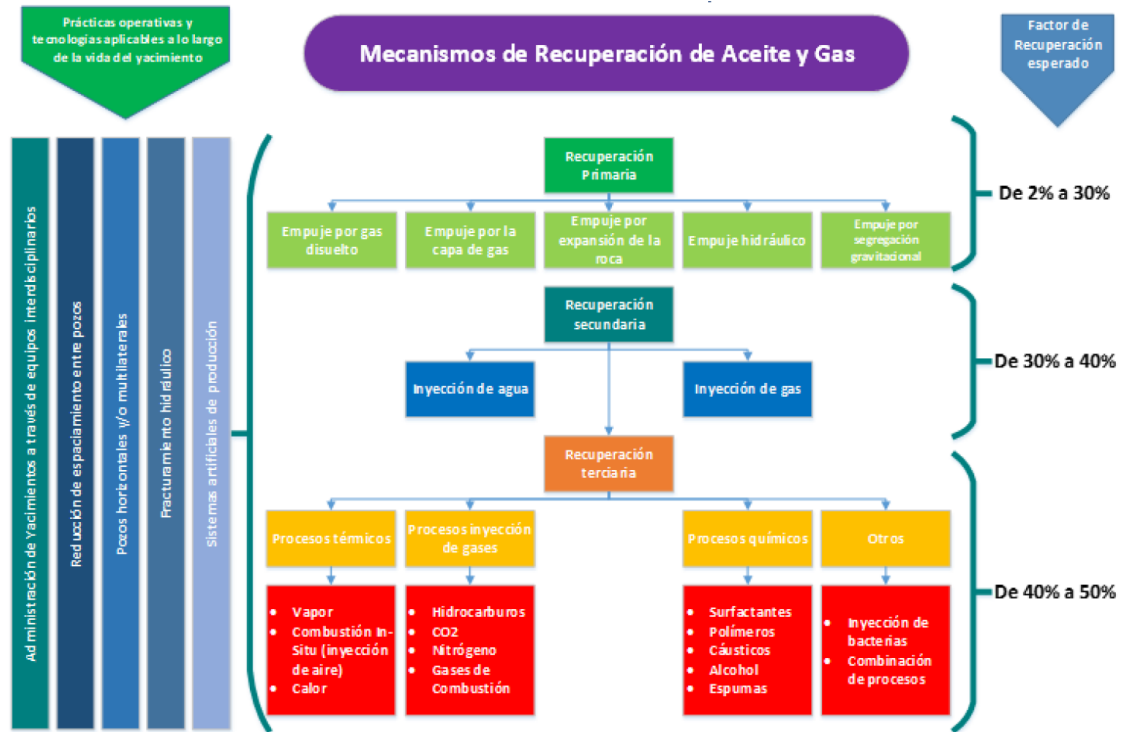 Prácticas operativas y
tecnologías aplicables a lo largo
de la vida del yacimiento
Mecanismos de Recuperación de Aceite y Gas
Factor de
Recuperación
esperado
Administración de Yacimientos a través de equipos interdisciplinarios
Reducción de espaciamiento entre pozos
Pozos horizontales y/o multilaterales
Fracturamiento hidráulico
Sistemas artificiales de producción
Recuperación
Primaria
Empuje por gas
disuelto
Empuje por la
capa de gas
Empuje por
expansión de la
roca
Empuje hidráulico
Empuje por
segregación
gravitacional
De 2% a 30%
Recuperación
secundaria
Inyección de agua
Inyección de gas
De 30% a 40%
Recuperación
terciaria
Procesos térmicos
Procesos inyección
de gases
Procesos químicos
Otros
• Vapor
• Combustión In-
Situ (inyección
de aire)
• Calor
• Hidrocarburos
• CO2
• Nitrógeno
• Gases de
Combustión
• Surfactantes
• Polímeros
• Cáusticos
• Alcohol
• Espumas
• Inyección de
bacterias
• Combinación
de procesos
De 40% a 50%